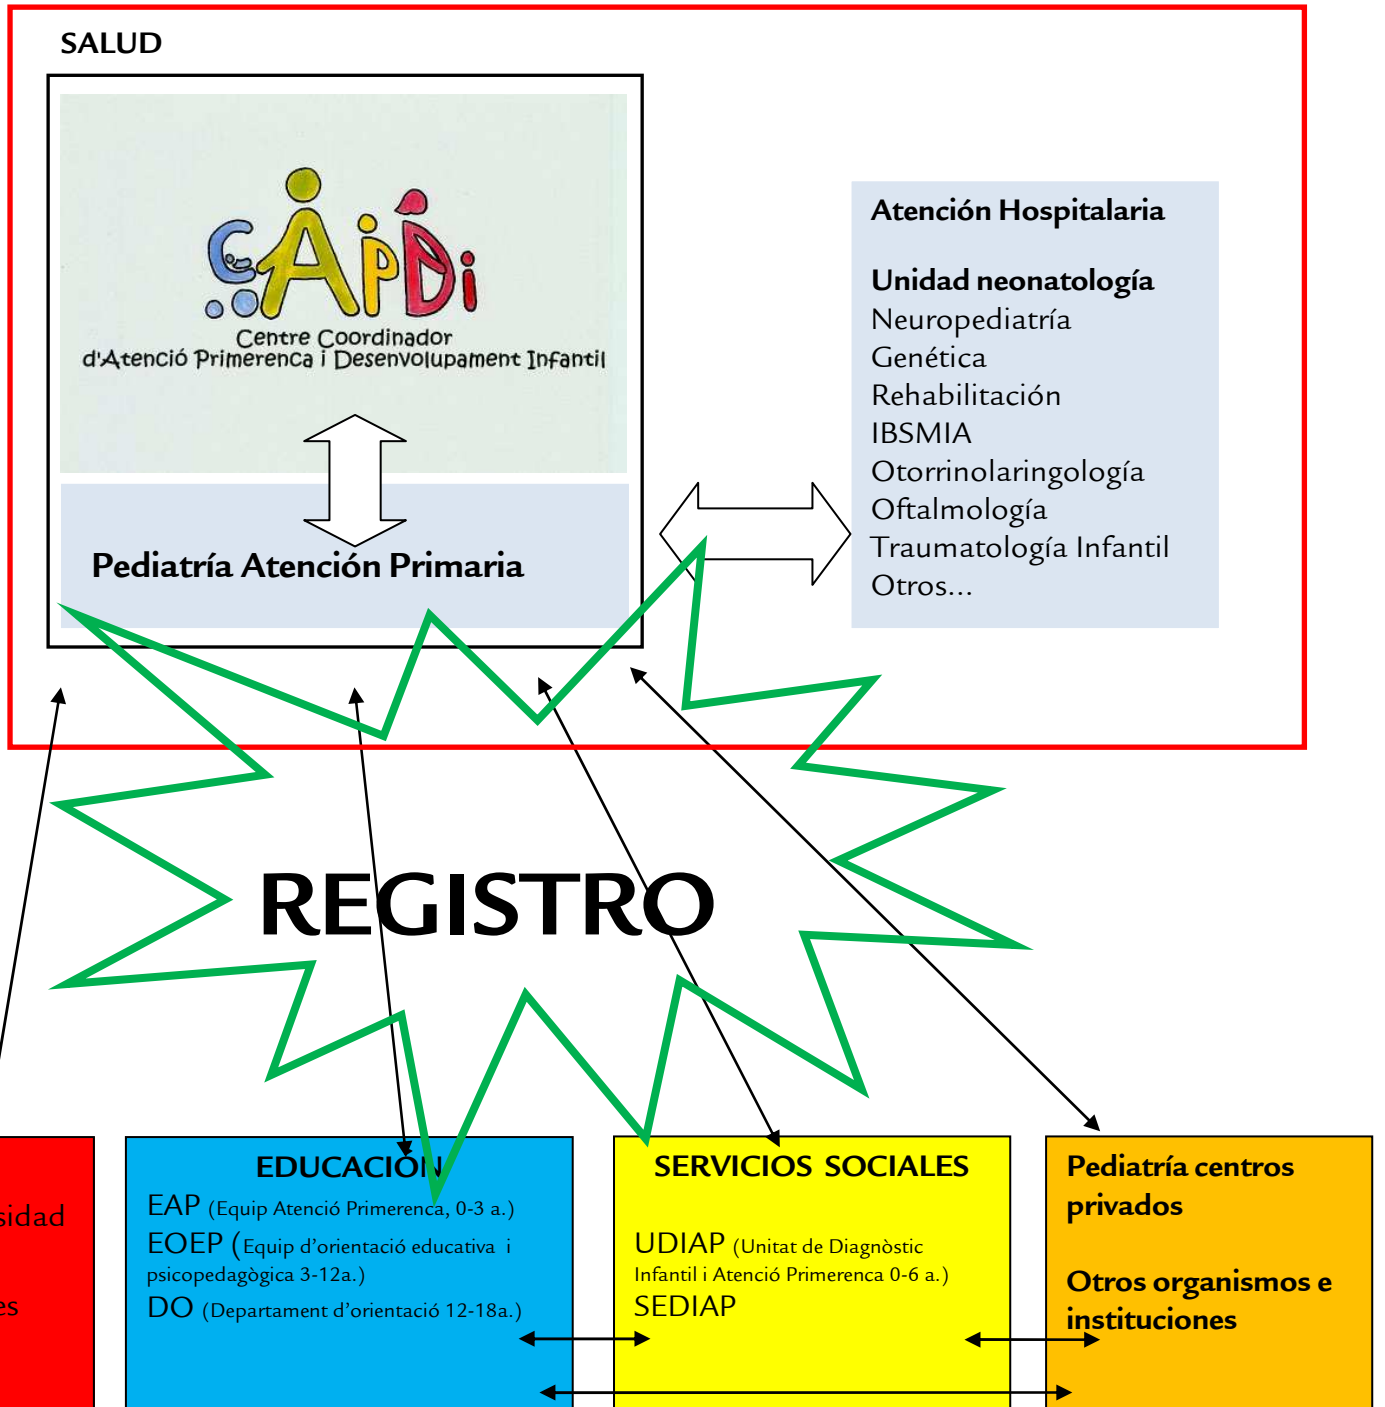 SALUD
CAPDi
Centre Coordinador
d'Atenció Primerenca i Desenvolupament Infantil
Pediatría Atención Primaria
Atención Hospitalaria
Unidad neonatología
Neuropediatría
Genética
Rehabilitación
IBSMIA
Otorrinolaringología
Oftalmología
Traumatología Infantil
Otros...
REGISTRO
EDUCACIÓN
EAP (Equip Atenció Primerenca, 0-3 a.)
EOEP (Equip d'orientació educativa i
psicopedagògica 3-12a.)
DO (Departament d'orientació 12-18a.)
SERVICIOS SOCIALES
UDIAP (Unitat de Diagnòstic
Infantil i Atenció Primerenca 0-6 a.)
SEDIAP
Pediatría centros
privados
Otros organismos e
instituciones